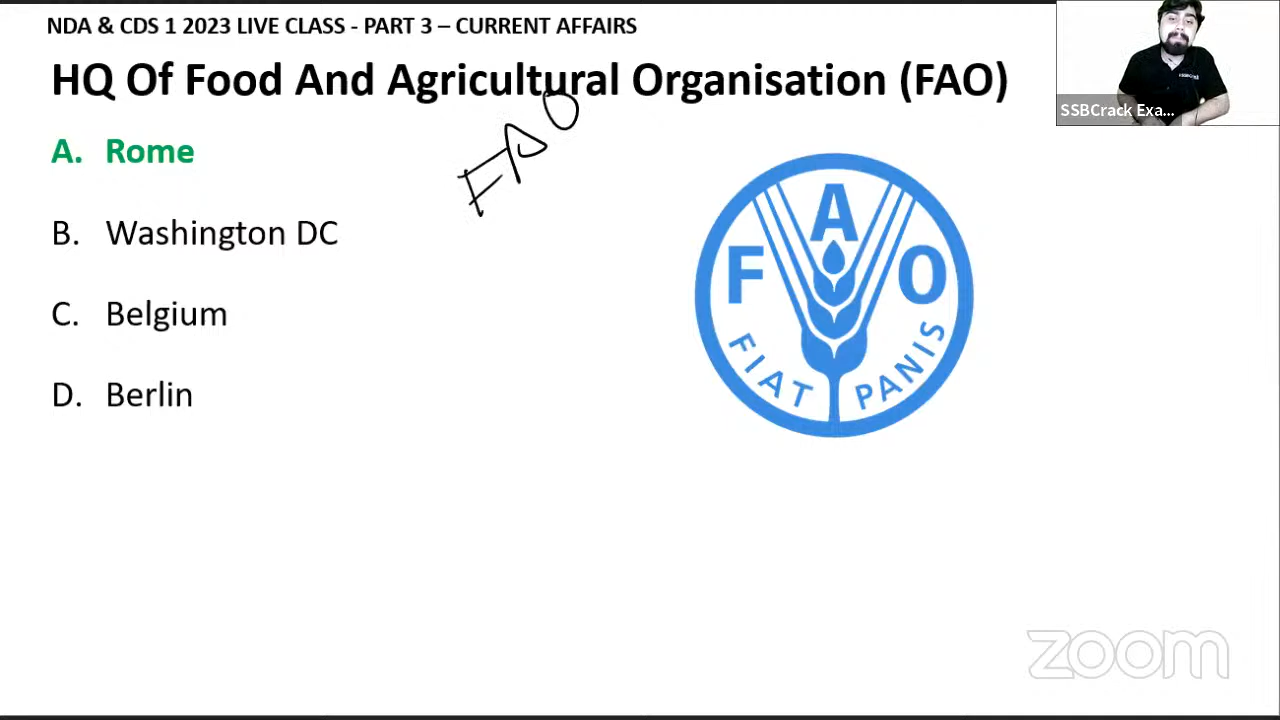 NDA & CDS 1 2023 LIVE CLASS - PART 3 – CURRENT AFFAIRS
HQ Of Food And Agricultural Organisation (FAO)
SSBCrack Exa...
A. Rome
FAO
B. Washington DC
C. Belgium
D. Berlin
F A O
FIAT PANIS
zoom